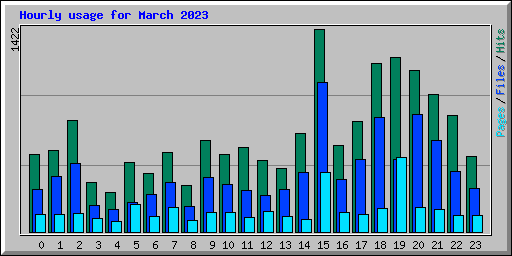 Hourly usage for March 2023
1422
Pages/Files/Hits
0 1 2 3 4 5 6 7 8 9 10 11 12 13 14 15 16 17 18 19 20 21 22 23